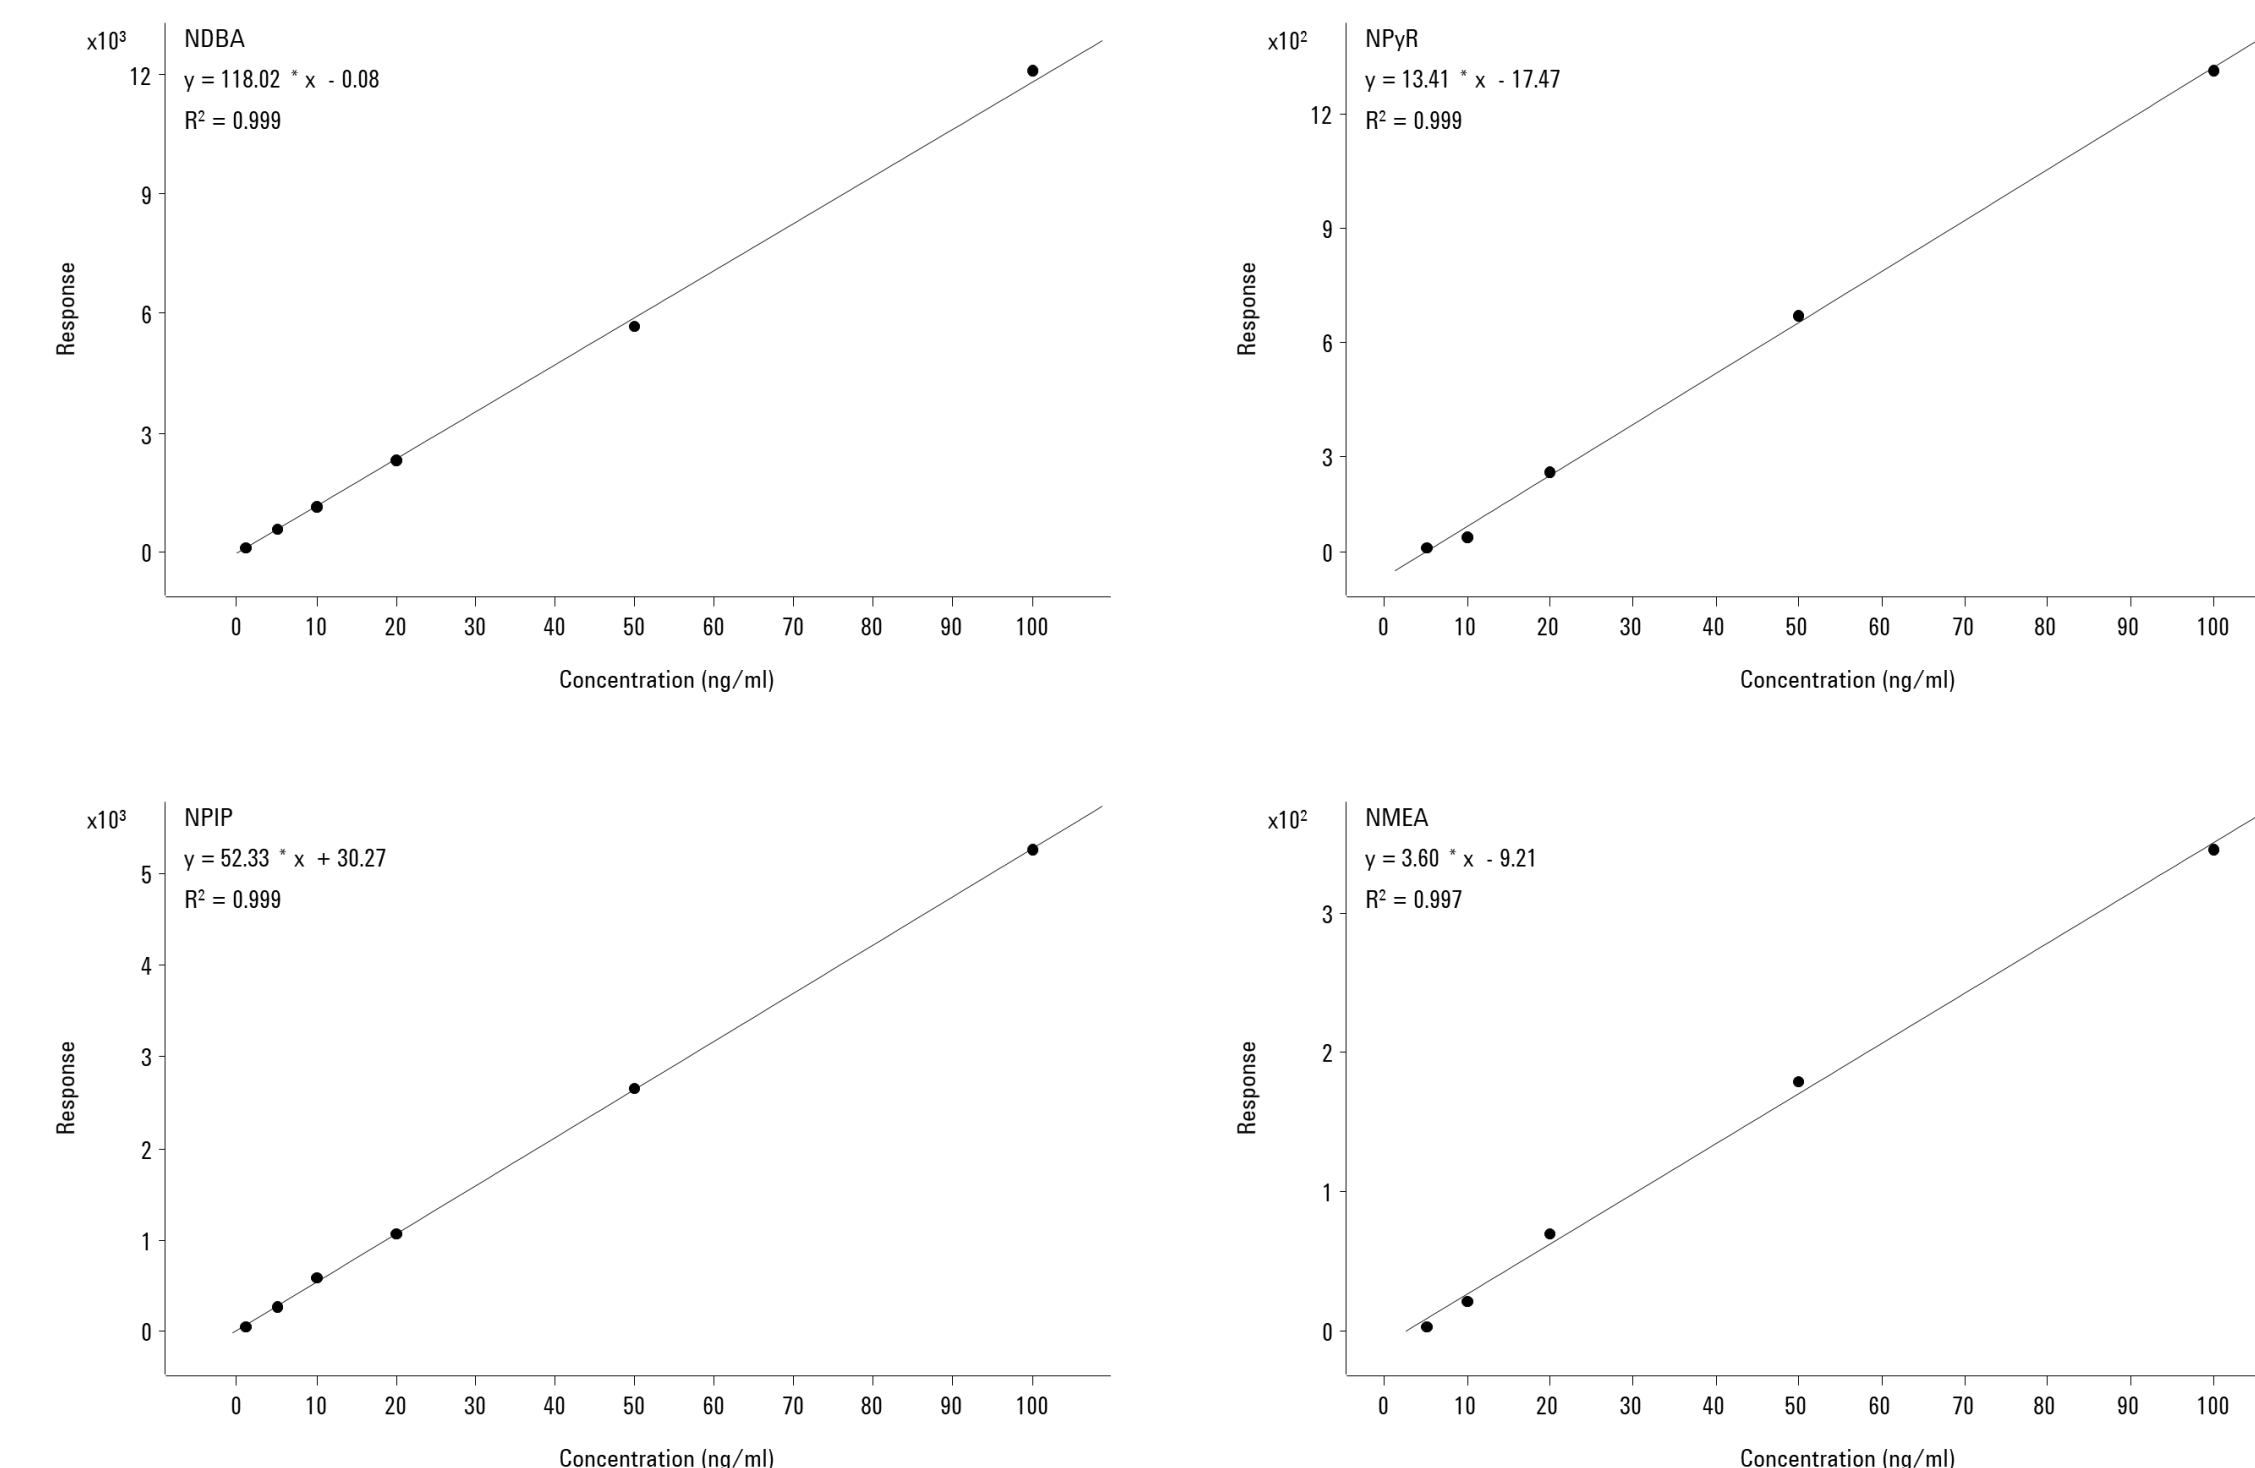 x10³
NDBA
y = 118.02 * x - 0.08
R² = 0.999
12
9
6
3
0
Response
0 10 20 30 40 50 60 70 80 90 100
Concentration (ng/ml)
x10²
NPyR
y = 13.41 * x - 17.47
R² = 0.999
12
9
6
3
0
Response
0 10 20 30 40 50 60 70 80 90 100
Concentration (ng/ml)
x10³
NPIP
y = 52.33 * x + 30.27
R² = 0.999
5
4
3
2
1
0
Response
0 10 20 30 40 50 60 70 80 90 100
Concentration (ng/ml)
x10²
NMEA
y = 3.60 * x - 9.21
R² = 0.997
3
2
1
0
Response
0 10 20 30 40 50 60 70 80 90 100
Concentration (ng/ml)